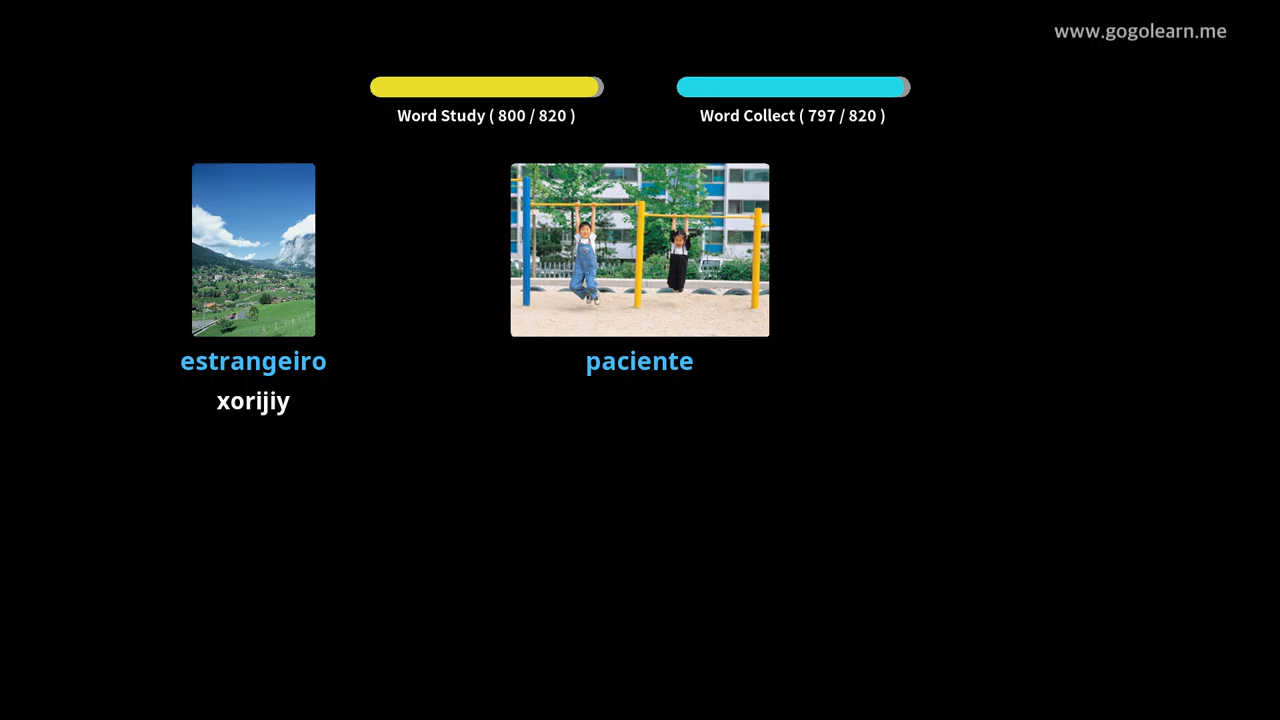 www.gogolearn.me
Word Study ( 800 / 820 )
Word Collect ( 797 / 820 )
estrangeiro
xorijiy
paciente